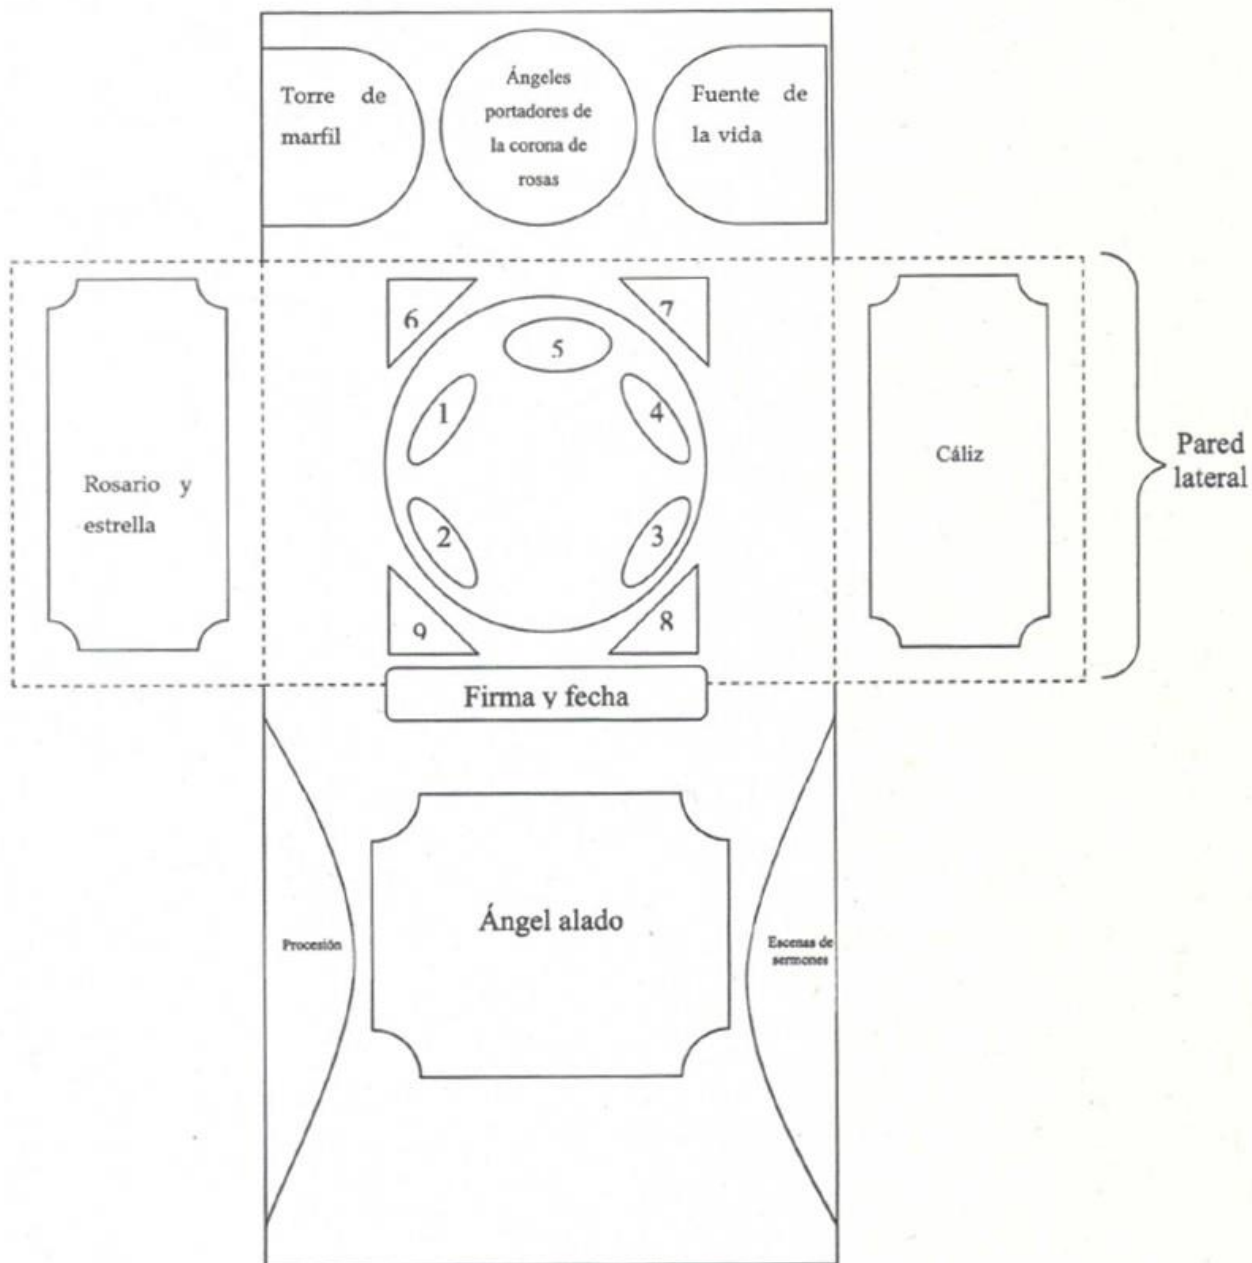 Torre de
marfil
Ángeles
portadores de
la corona de
rosas
Fuente de
la vida
6
7
5
1
4
Rosario y
estrella
Cáliz
Pared
lateral
2
3
9
8
Firma y fecha
Ángel alado
Procesión
Escenas de
sermones